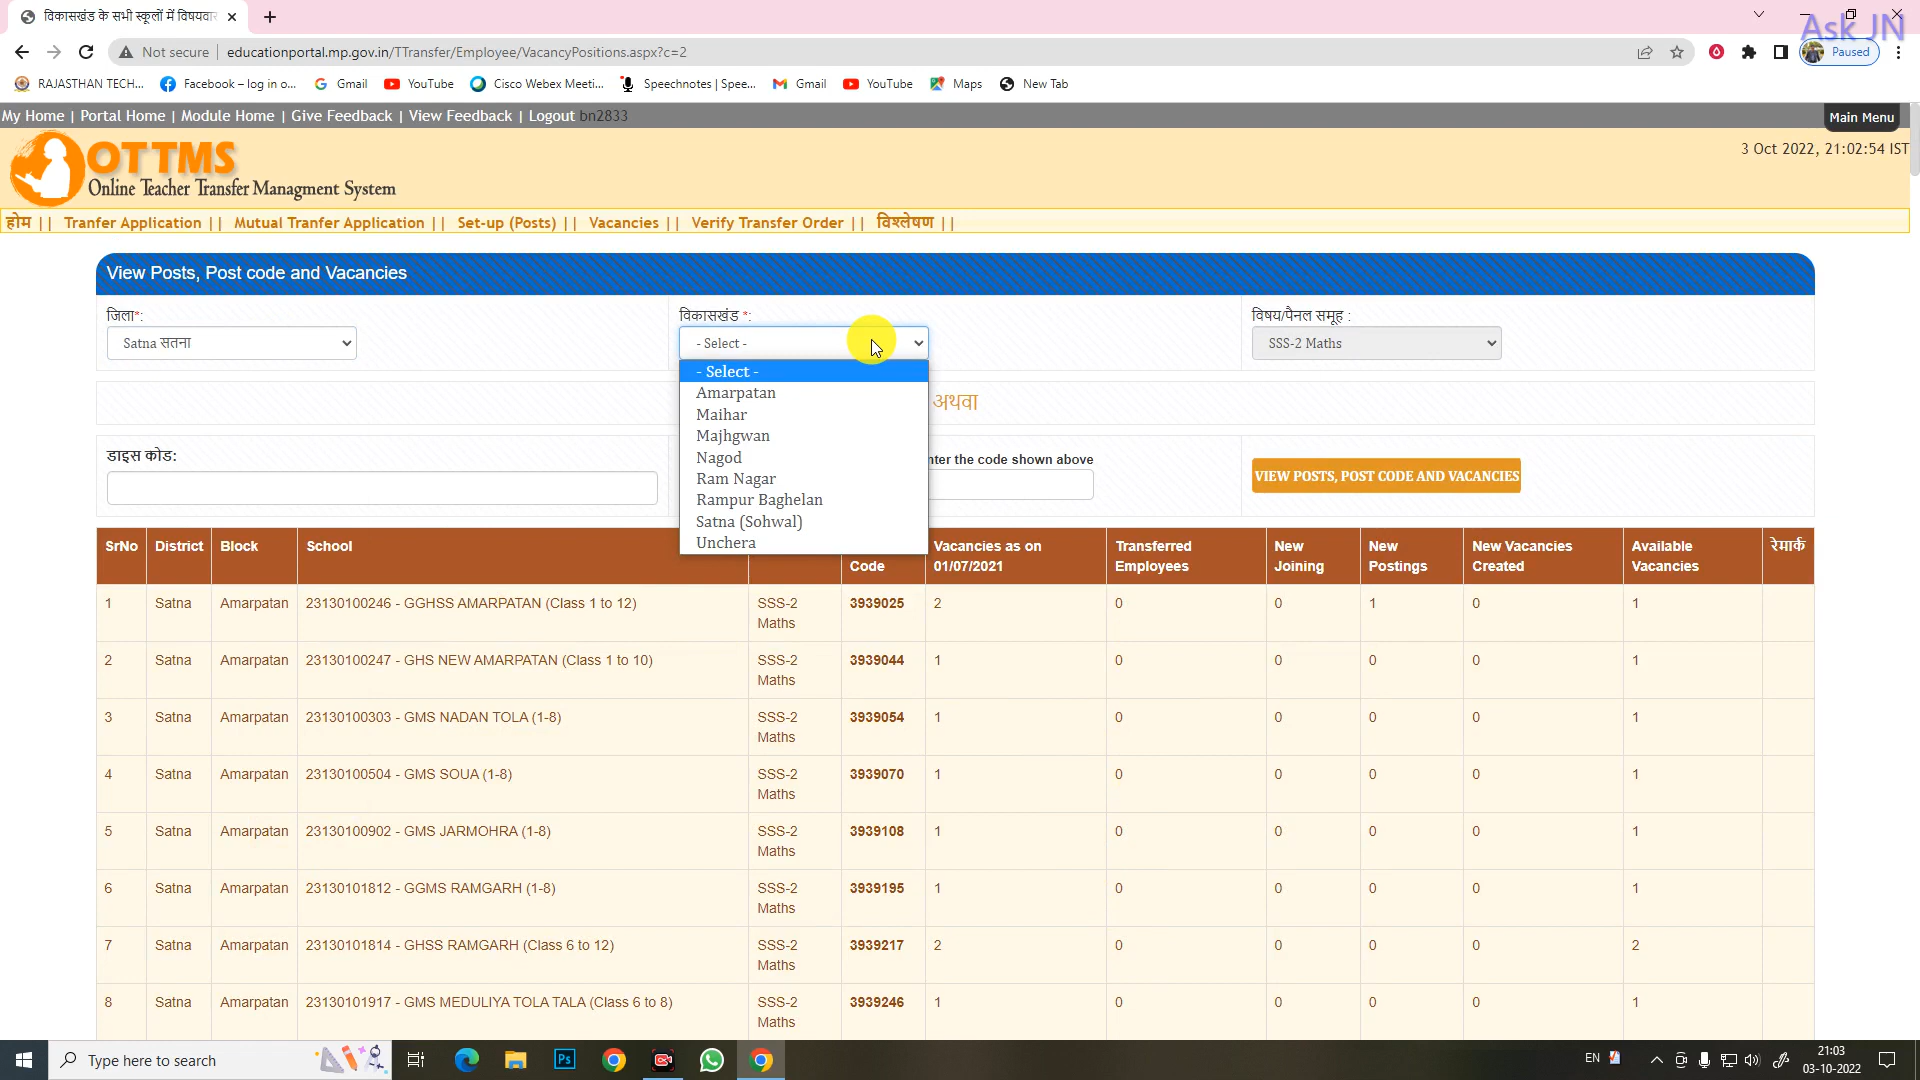 विकासखंड के सभी स्कूलों में विषयवार
Ask JN
Not secure educationportal.mp.gov.in/TTransfer/Employee/VacancyPositions.aspx?c=2 Paused
RAJASTHAN TECH... Facebook – log in o... Gmail YouTube Cisco Webex Meeti... Speechnotes | Spee... Gmail YouTube Maps New Tab
My Home | Portal Home | Module Home | Give Feedback | View Feedback | Logout bn2833 Main Menu
3 Oct 2022, 21:02:54 IST
OTTMS
Online Teacher Transfer Managment System
होम || Tranfer Application || Mutual Tranfer Application || Set-up (Posts) || Vacancies || Verify Transfer Order || विश्लेषण ||
View Posts, Post code and Vacancies
जिला*: विकासखंड *: विषय/पैनल समूह :
Satna सतना - Select - SSS-2 Maths
- Select -
Amarpatan
Maihar
Majhgwan
Nagod
Ram Nagar
Rampur Baghelan
Satna (Sohwal)
Unchera
अथवा
डाइस कोड: nter the code shown above
VIEW POSTS, POST CODE AND VACANCIES
SrNo District Block School Code Vacancies as on 01/07/2021 Transferred Employees New Joining New Postings New Vacancies Created Available Vacancies रेमार्क
1 Satna Amarpatan 23130100246 - GGHSS AMARPATAN (Class 1 to 12) SSS-2 Maths 3939025 2 0 0 1 0 1
2 Satna Amarpatan 23130100247 - GHS NEW AMARPATAN (Class 1 to 10) SSS-2 Maths 3939044 1 0 0 0 0 1
3 Satna Amarpatan 23130100303 - GMS NADAN TOLA (1-8) SSS-2 Maths 3939054 1 0 0 0 0 1
4 Satna Amarpatan 23130100504 - GMS SOUA (1-8) SSS-2 Maths 3939070 1 0 0 0 0 1
5 Satna Amarpatan 23130100902 - GMS JARMOHRA (1-8) SSS-2 Maths 3939108 1 0 0 0 0 1
6 Satna Amarpatan 23130101812 - GGMS RAMGARH (1-8) SSS-2 Maths 3939195 1 0 0 0 0 1
7 Satna Amarpatan 23130101814 - GHSS RAMGARH (Class 6 to 12) SSS-2 Maths 3939217 2 0 0 0 0 2
8 Satna Amarpatan 23130101917 - GMS MEDULIYA TOLA TALA (Class 6 to 8) SSS-2 Maths 3939246 1 0 0 0 0 1
Type here to search Ps EN 21:03
03-10-2022